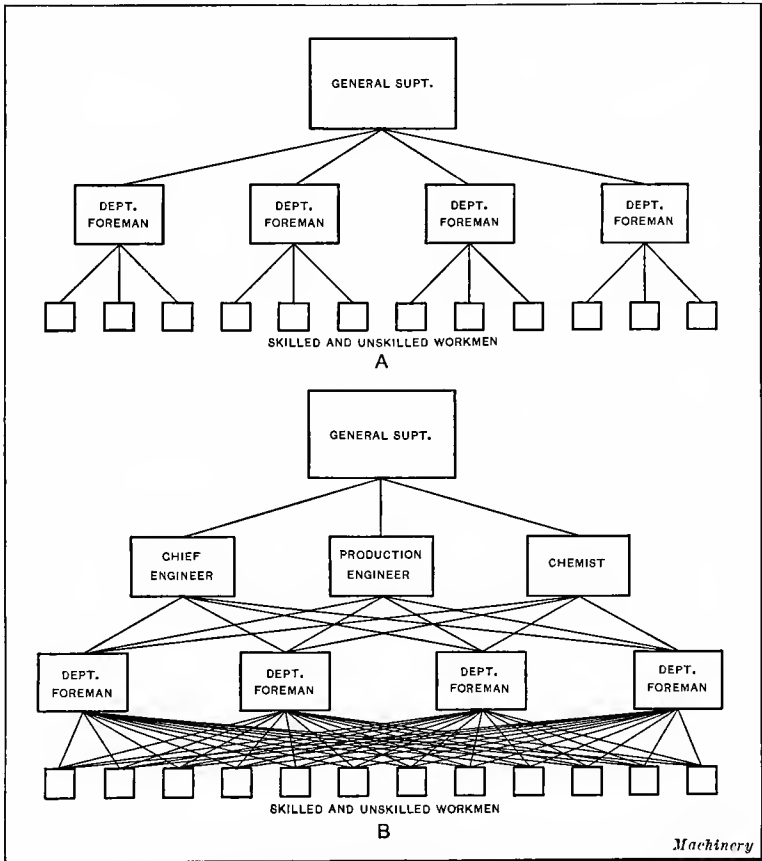 GENERAL SUPT.
DEPT.
FOREMAN
DEPT.
FOREMAN
DEPT.
FOREMAN
DEPT.
FOREMAN
SKILLED AND UNSKILLED WORKMEN
A
GENERAL SUPT.
CHIEF
ENGINEER
PRODUCTION
ENGINEER
CHEMIST
DEPT.
FOREMAN
DEPT.
FOREMAN
DEPT.
FOREMAN
DEPT.
FOREMAN
SKILLED AND UNSKILLED WORKMEN
B
Machinery